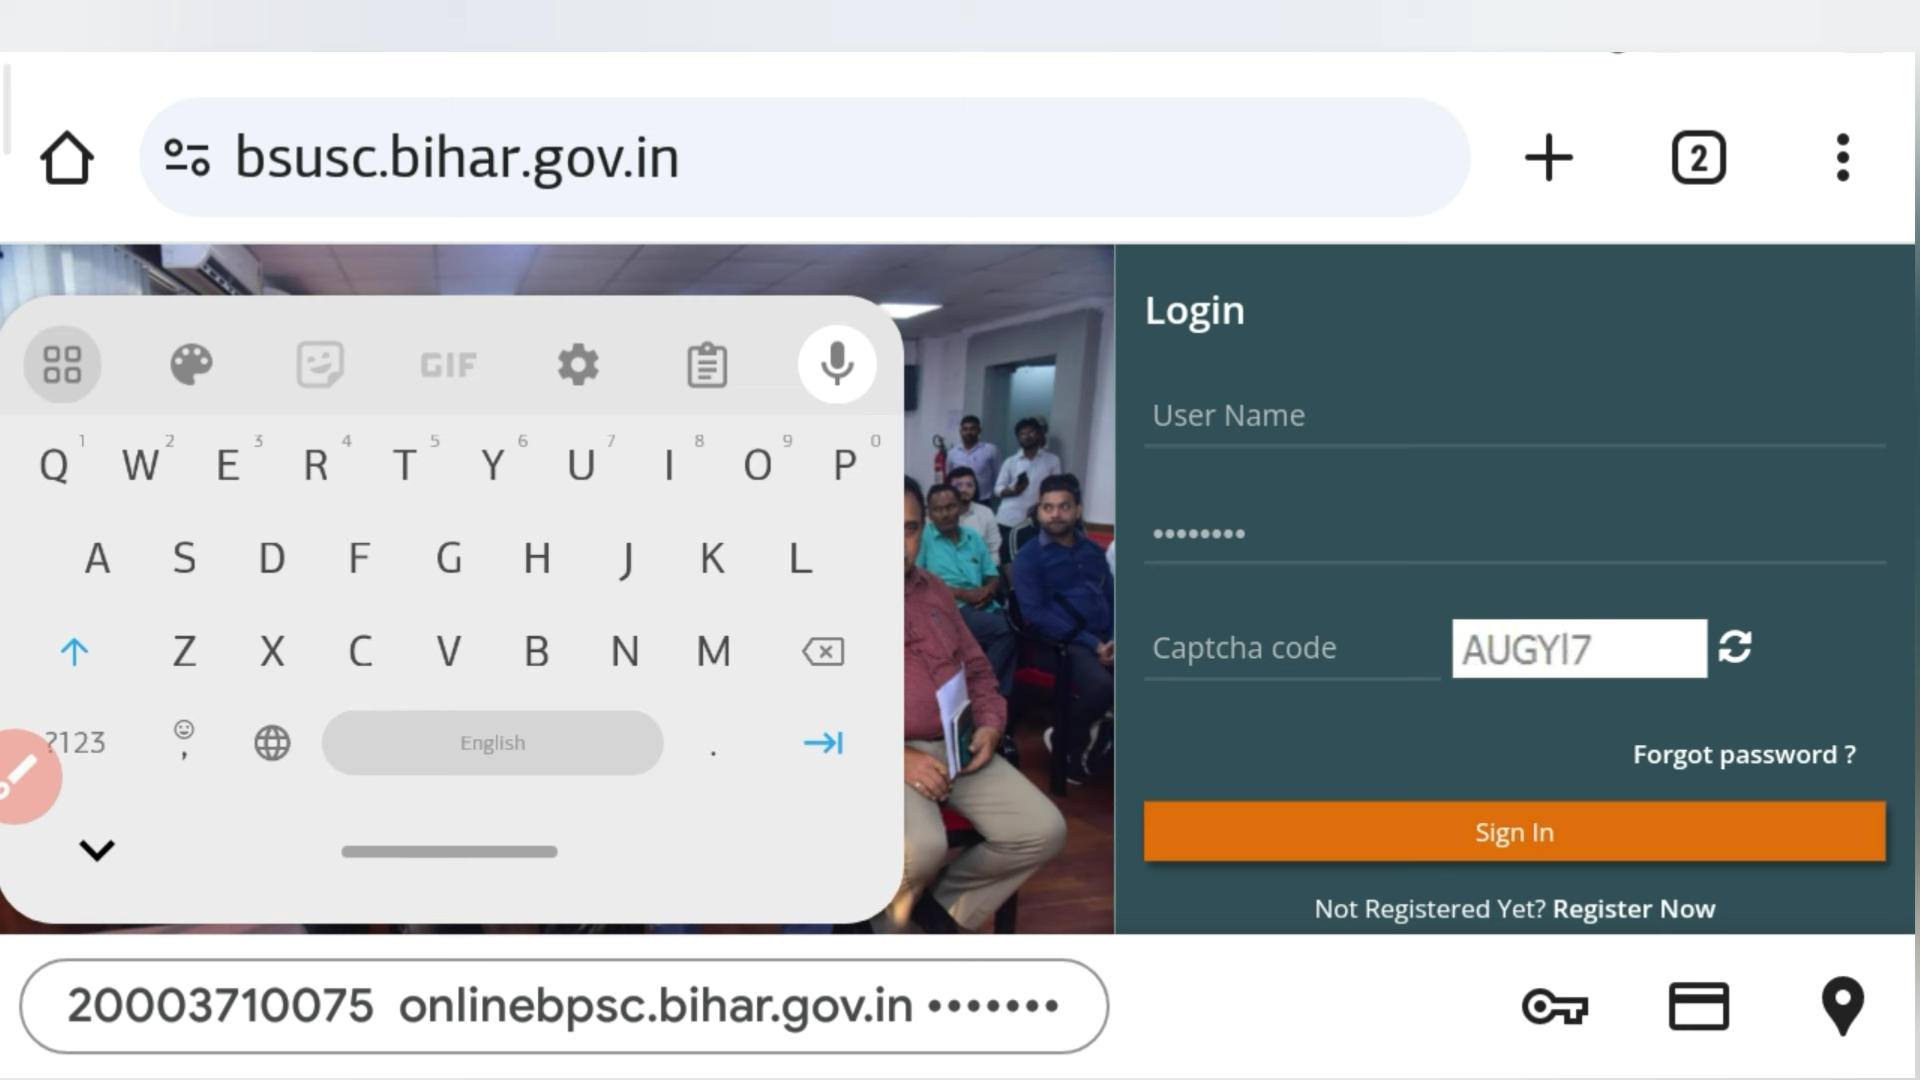 bsusc.bihar.gov.in
2
Login
User Name
••••••••
Captcha code
AUGYl7
Forgot password ?
Sign In
Not Registered Yet? Register Now
GIF
1 2 3 4 5 6 7 8 9 0
Q W E R T Y U I O P
A S D F G H J K L
Z X C V B N M
?123 , English .
20003710075 onlinebpsc.bihar.gov.in •••••••